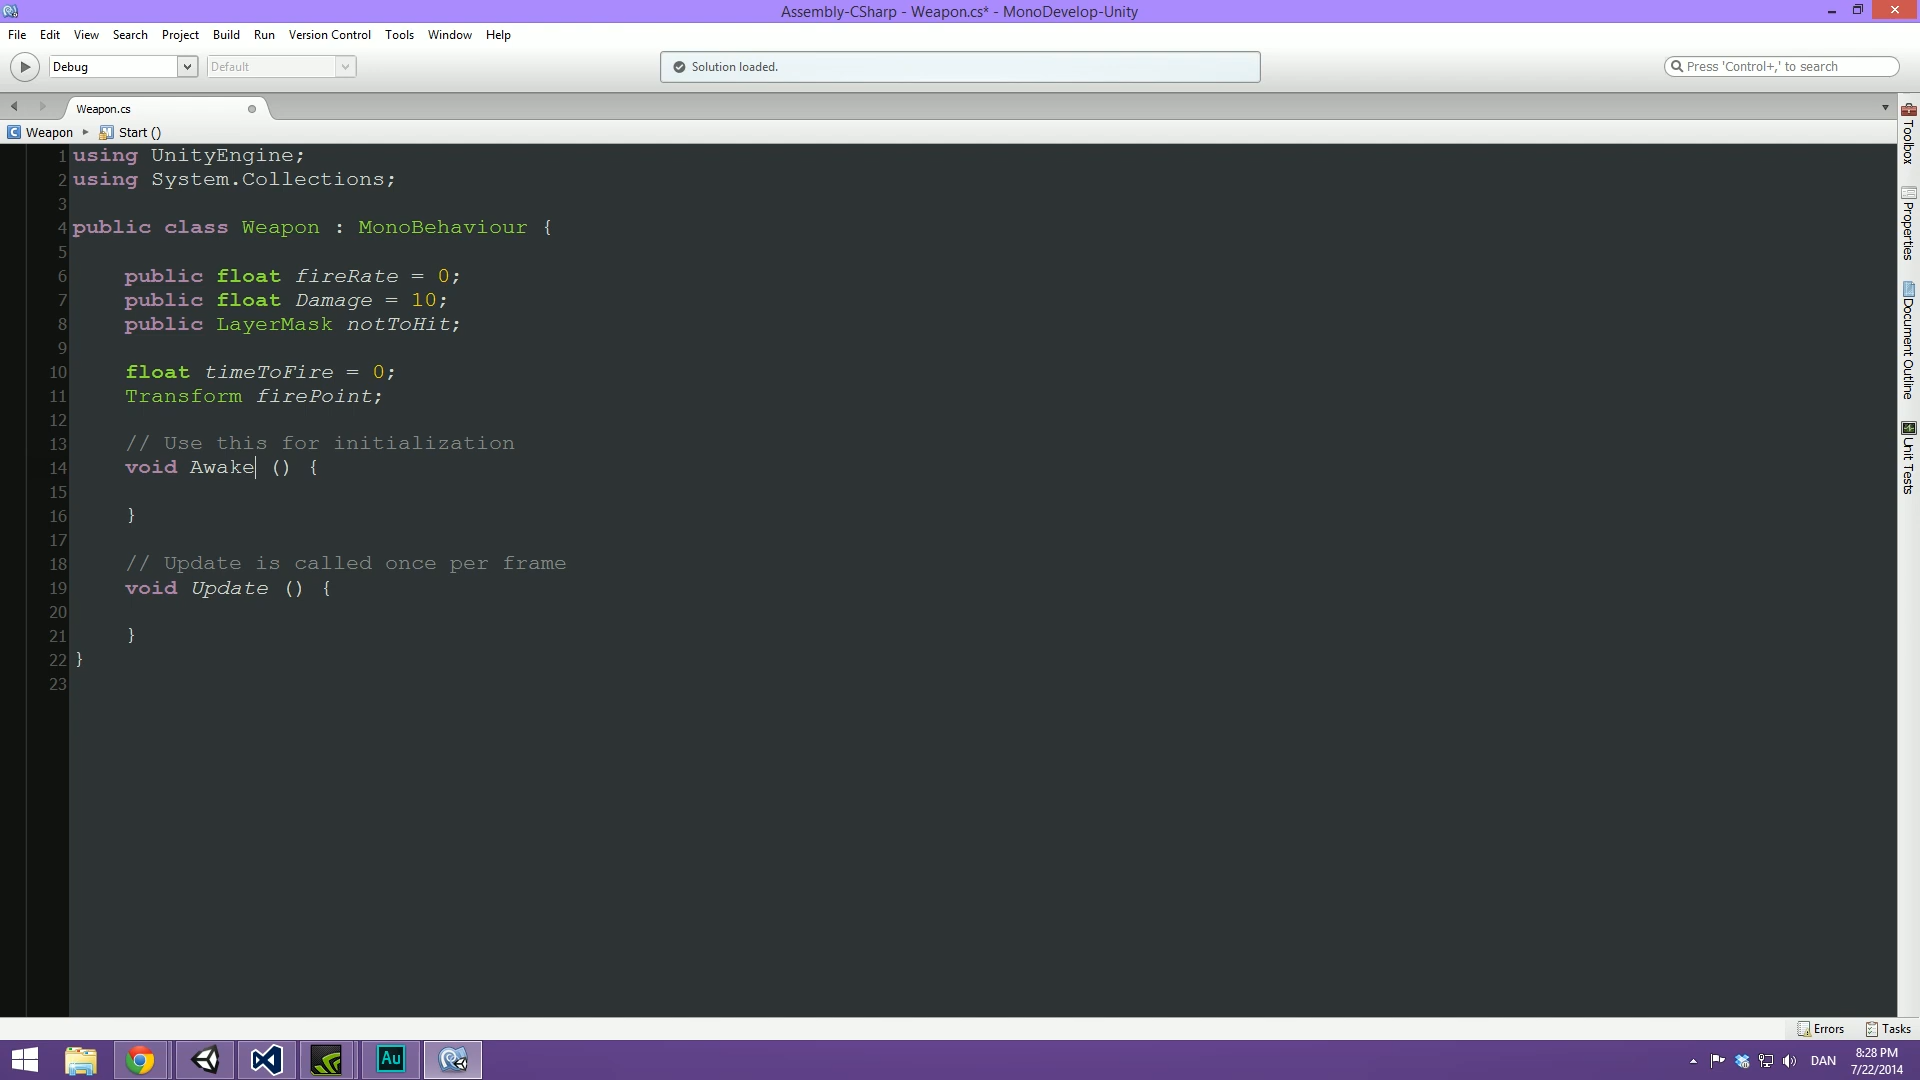 Assembly-CSharp - Weapon.cs* - MonoDevelop-Unity
File Edit View Search Project Build Run Version Control Tools Window Help
Debug Default Solution loaded. Press 'Control+,' to search
Weapon.cs
Weapon Start ()
1 using UnityEngine;
2 using System.Collections;
3
4 public class Weapon : MonoBehaviour {
5
6 public float fireRate = 0;
7 public float Damage = 10;
8 public LayerMask notToHit;
9
10 float timeToFire = 0;
11 Transform firePoint;
12
13 // Use this for initialization
14 void Awake () {
15
16 }
17
18 // Update is called once per frame
19 void Update () {
20
21 }
22 }
23
Toolbox
Properties
Document Outline
Unit Tests
Errors Tasks
Au
DAN
8:28 PM
7/22/2014